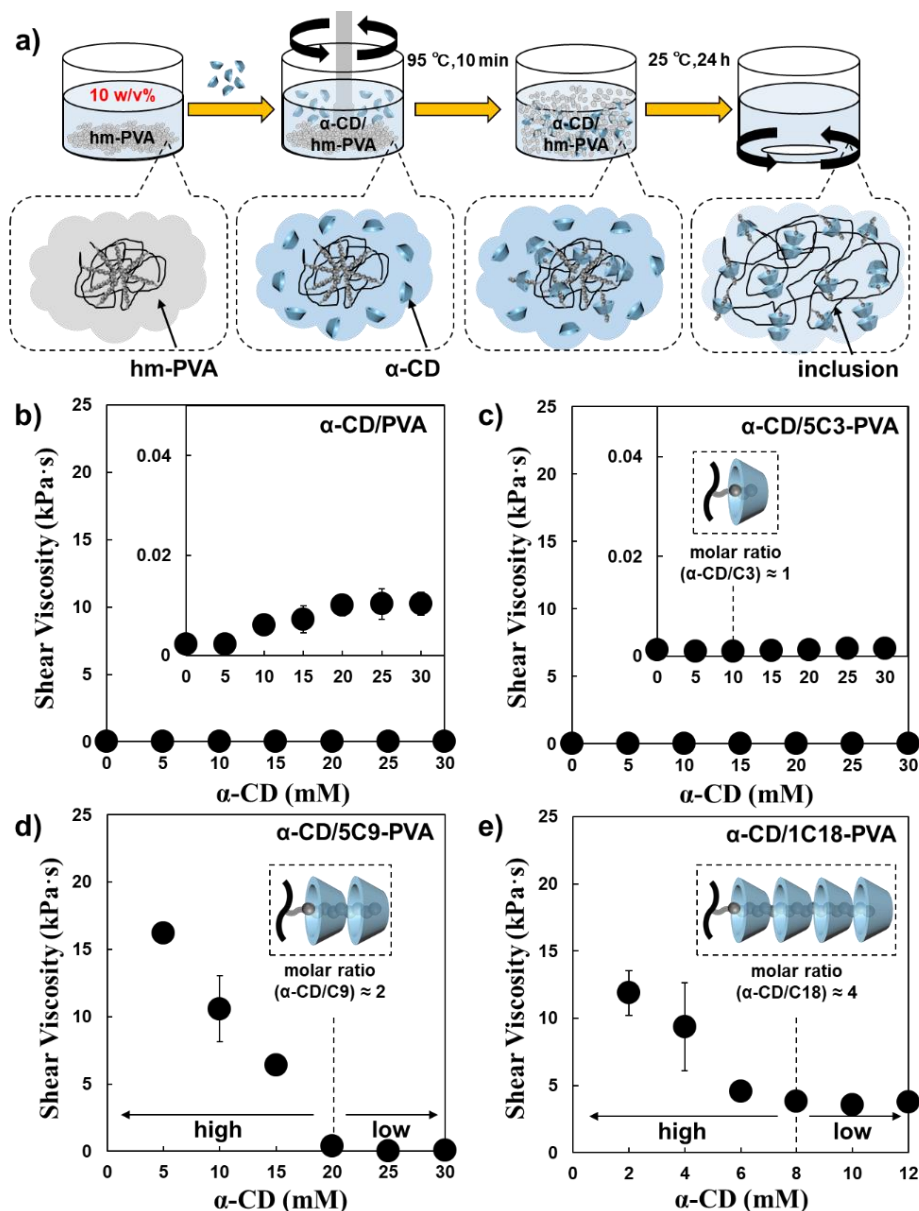 a)
10 w/v%
hm-PVA
α-CD/
hm-PVA
95 °C,10 min
α-CD/
hm-PVA
25 °C,24 h
hm-PVA
α-CD
inclusion
b)
α-CD/PVA
Shear Viscosity (kPa·s)
25
20
15
10
5
0
0.04
0.02
0
0 5 10 15 20 25 30
0 5 10 15 20 25 30
α-CD (mM)
c)
α-CD/5C3-PVA
Shear Viscosity (kPa·s)
25
20
15
10
5
0
0.04
0.02
0
molar ratio
(α-CD/C3) ≈ 1
0 5 10 15 20 25 30
0 5 10 15 20 25 30
α-CD (mM)
d)
α-CD/5C9-PVA
Shear Viscosity (kPa·s)
25
20
15
10
5
0
molar ratio
(α-CD/C9) ≈ 2
high
low
0 5 10 15 20 25 30
α-CD (mM)
e)
α-CD/1C18-PVA
Shear Viscosity (kPa·s)
25
20
15
10
5
0
molar ratio
(α-CD/C18) ≈ 4
high
low
0 2 4 6 8 10 12
α-CD (mM)